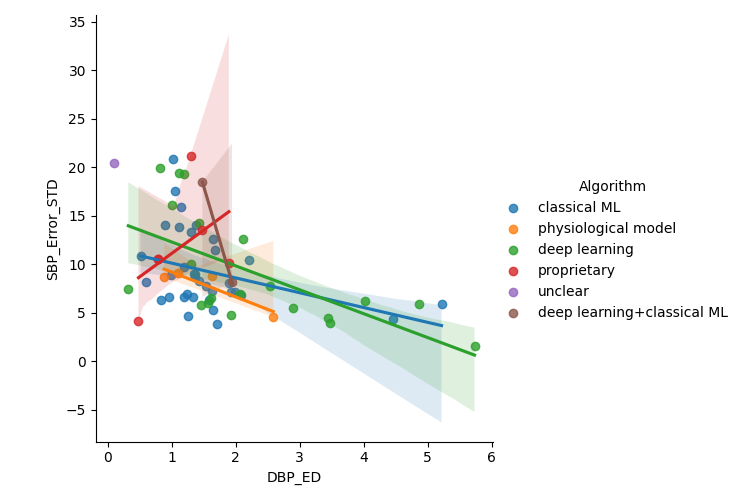 35
30
25
20
15
10
5
0
−5
SBP_Error_STD
0 1 2 3 4 5 6
DBP_ED
Algorithm
classical ML
physiological model
deep learning
proprietary
unclear
deep learning+classical ML